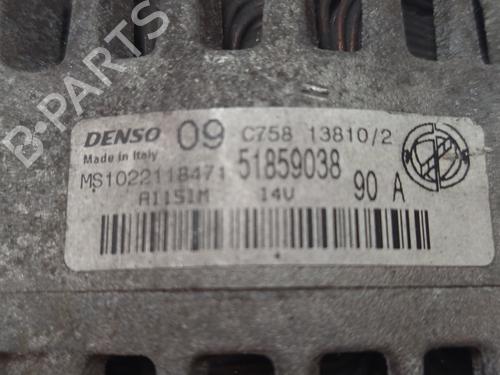 B-PARTS
DENSO 09 C758 13810/2
Made in Italy
MS1022118471 51859038
A115IM 14V 90 A